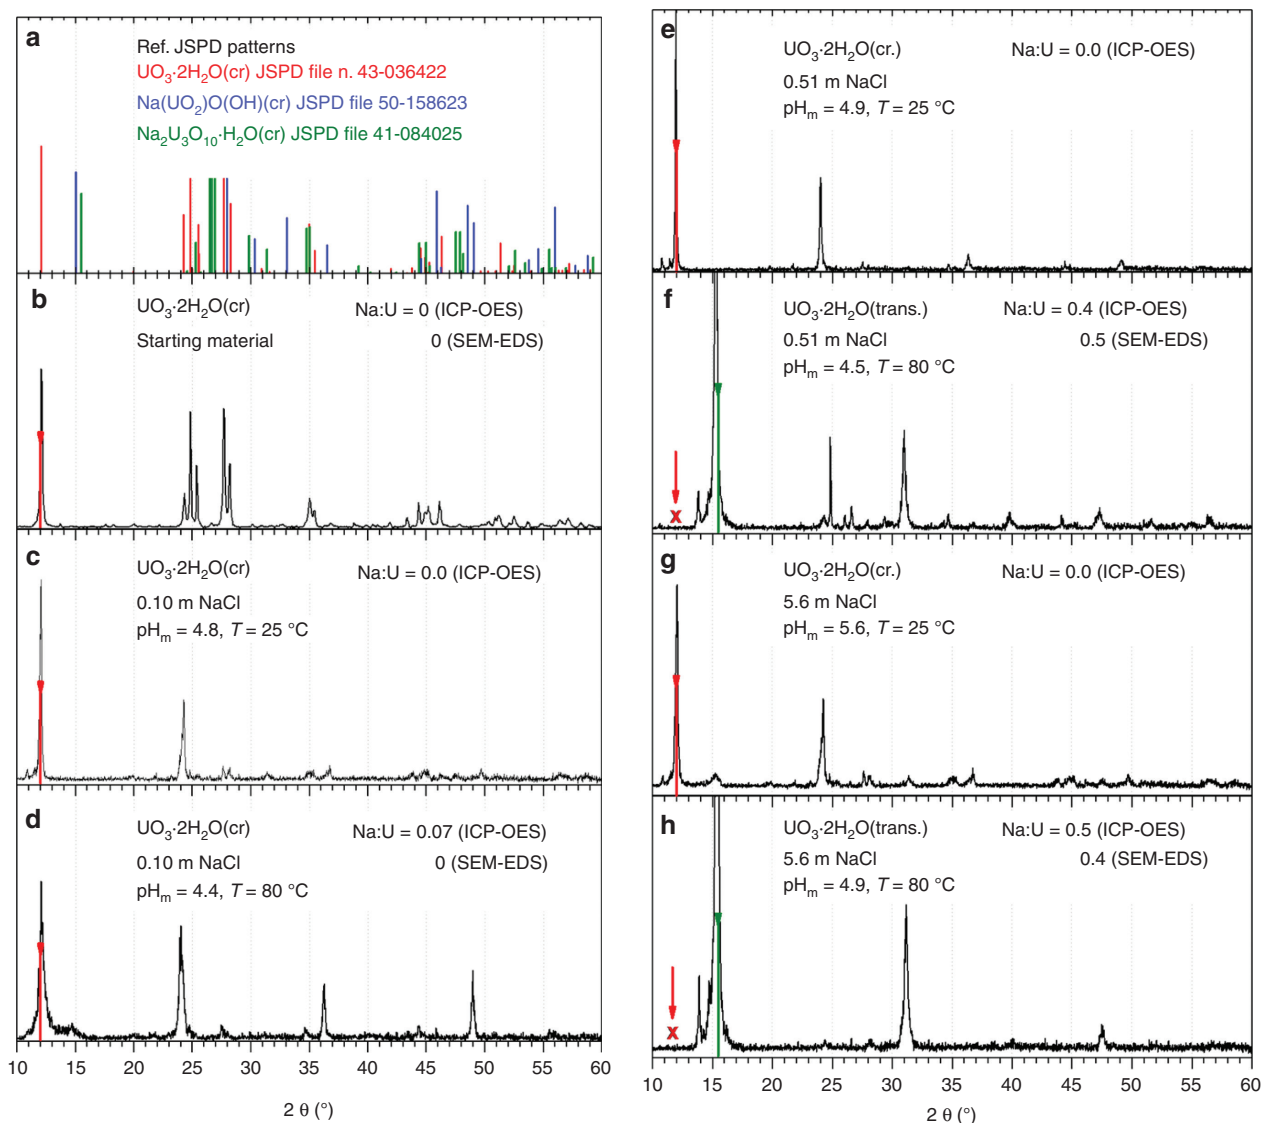 a
Ref. JSPD patterns
UO₃·2H₂O(cr) JSPD file n. 43-036422
Na(UO₂)O(OH)(cr) JSPD file 50-158623
Na₂U₃O₁₀·H₂O(cr) JSPD file 41-084025
b
UO₃·2H₂O(cr)
Na:U = 0 (ICP-OES)
Starting material
0 (SEM-EDS)
c
UO₃·2H₂O(cr)
Na:U = 0.0 (ICP-OES)
0.10 m NaCl
pHₘ = 4.8, T = 25 °C
d
UO₃·2H₂O(cr)
Na:U = 0.07 (ICP-OES)
0.10 m NaCl
0 (SEM-EDS)
pHₘ = 4.4, T = 80 °C
10 15 20 25 30 35 40 45 50 55 60
2 θ (°)
e
UO₃·2H₂O(cr.)
Na:U = 0.0 (ICP-OES)
0.51 m NaCl
pHₘ = 4.9, T = 25 °C
f
UO₃·2H₂O(trans.)
Na:U = 0.4 (ICP-OES)
0.51 m NaCl
0.5 (SEM-EDS)
pHₘ = 4.5, T = 80 °C
x
g
UO₃·2H₂O(cr.)
Na:U = 0.0 (ICP-OES)
5.6 m NaCl
pHₘ = 5.6, T = 25 °C
h
UO₃·2H₂O(trans.)
Na:U = 0.5 (ICP-OES)
5.6 m NaCl
0.4 (SEM-EDS)
pHₘ = 4.9, T = 80 °C
x
10 15 20 25 30 35 40 45 50 55 60
2 θ (°)